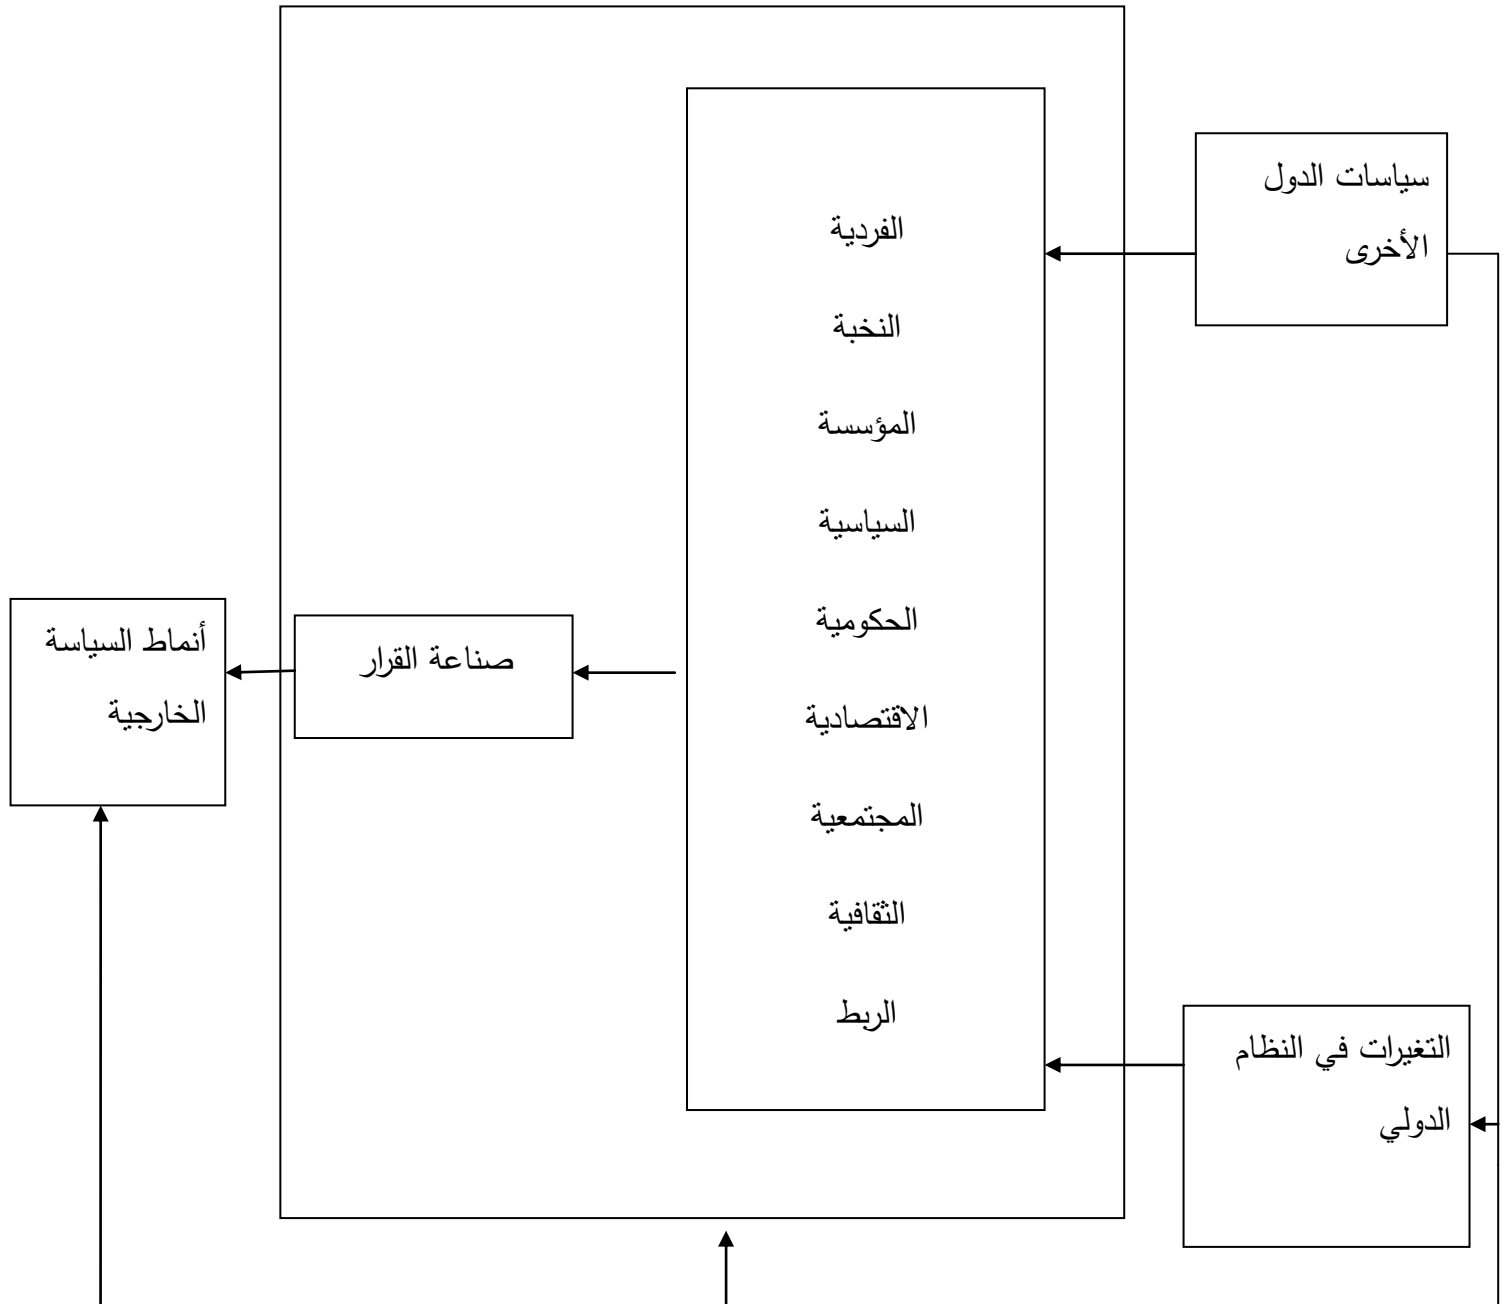 سياسات الدول
الأخرى
الفردية
النخبة
المؤسسة
السياسية
الحكومية
الاقتصادية
المجتمعية
الثقافية
الربط
صناعة القرار
أنماط السياسة
الخارجية
التغيرات في النظام
الدولي